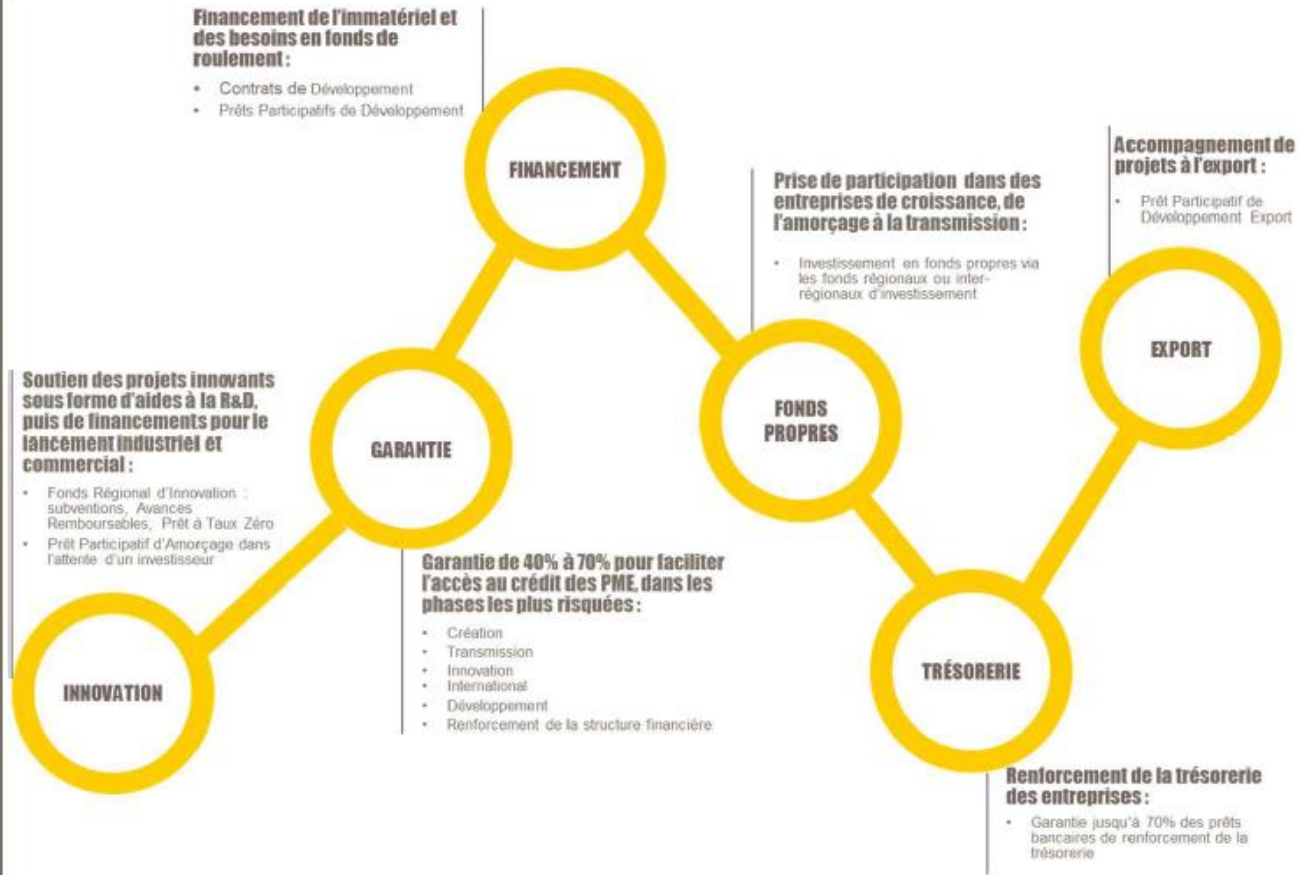 Financement de l'immatériel et
des besoins en fonds de
roulement :
• Contrats de Développement
• Prêts Participatifs de Développement
FINANCEMENT
Accompagnement de
projets à l'export :
• Prêt Participatif de
Développement Export
Prise de participation dans des
entreprises de croissance, de
l'amorçage à la transmission :
• Investissement en fonds propres via
les fonds régionaux ou inter-
régionaux d'investissement
EXPORT
Soutien des projets innovants
sous forme d'aides à la R&D,
puis de financements pour le
lancement industriel et
commercial :
• Fonds Régional d'Innovation :
subventions, Avances
Remboursables, Prêt à Taux Zéro
• Prêt Participatif d'Amorçage dans
l'attente d'un investisseur
GARANTIE
FONDS
PROPRES
Garantie de 40% à 70% pour faciliter
l'accès au crédit des PME, dans les
phases les plus risquées :
• Création
• Transmission
• Innovation
• International
• Développement
• Renforcement de la structure financière
INNOVATION
TRÉSORERIE
Renforcement de la trésorerie
des entreprises :
• Garantie jusqu'à 70% des prêts
bancaires de renforcement de la
trésorerie